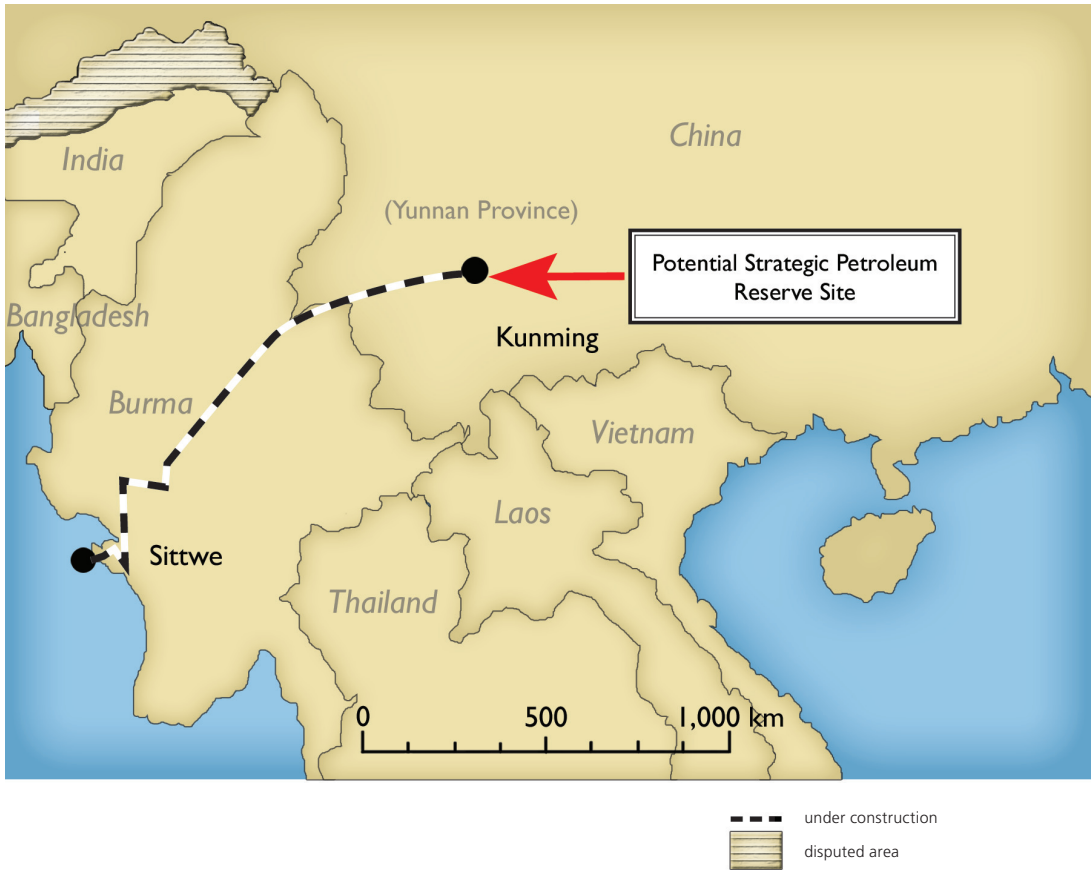 China
India
(Yunnan Province)
Potential Strategic Petroleum
Reserve Site
Bangladesh
Kunming
Burma
Vietnam
Laos
Sittwe
Thailand
0 500 1,000 km
under construction
disputed area